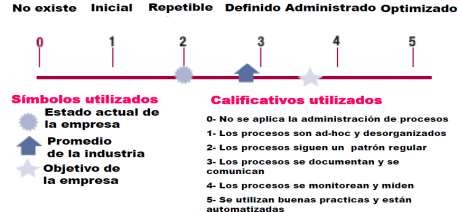 No existe Inicial Repetible Definido Administrado Optimizado
0 1 2 3 4 5
Símbolos utilizados
Estado actual de
la empresa
Promedio
de la industria
Objetivo de
la empresa
Calificativos utilizados
0- No se aplica la administración de procesos
1- Los procesos son ad-hoc y desorganizados
2- Los procesos siguen un patrón regular
3- Los procesos se documentan y se
comunican
4- Los procesos se monitorean y miden
5- Se utilizan buenas practicas y están
automatizadas